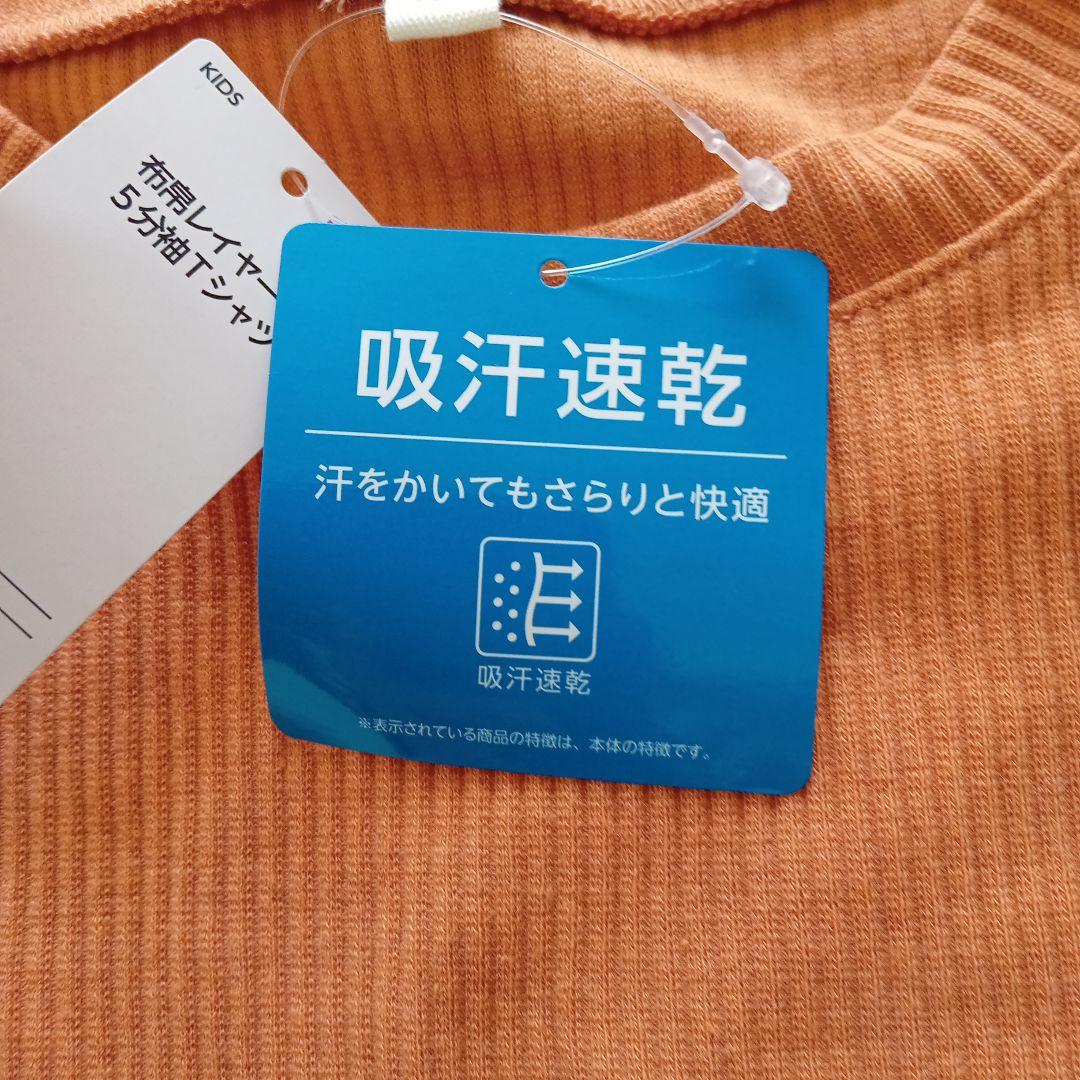 KIDS
布帛レイヤー
5分袖Tシャツ
吸汗速乾
汗をかいてもさらりと快適
吸汗速乾
※表示されている商品の特徴は、本体の特徴です。